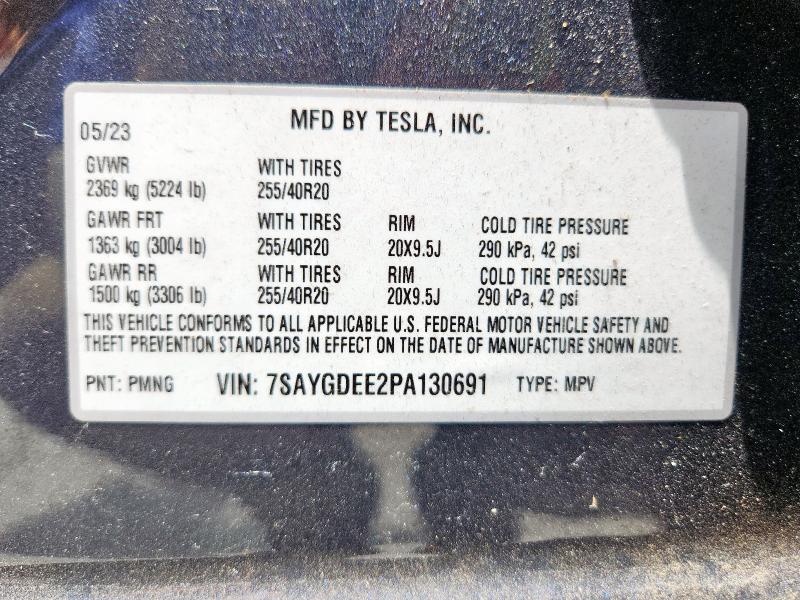 05/23 MFD BY TESLA, INC.
GVWR WITH TIRES
2369 kg (5224 lb) 255/40R20
GAWR FRT WITH TIRES RIM COLD TIRE PRESSURE
1363 kg (3004 lb) 255/40R20 20X9.5J 290 kPa, 42 psi
GAWR RR WITH TIRES RIM COLD TIRE PRESSURE
1500 kg (3306 lb) 255/40R20 20X9.5J 290 kPa, 42 psi
THIS VEHICLE CONFORMS TO ALL APPLICABLE U.S. FEDERAL MOTOR VEHICLE SAFETY AND
THEFT PREVENTION STANDARDS IN EFFECT ON THE DATE OF MANUFACTURE SHOWN ABOVE.
PNT: PMNG VIN: 7SAYGDEE2PA130691 TYPE: MPV